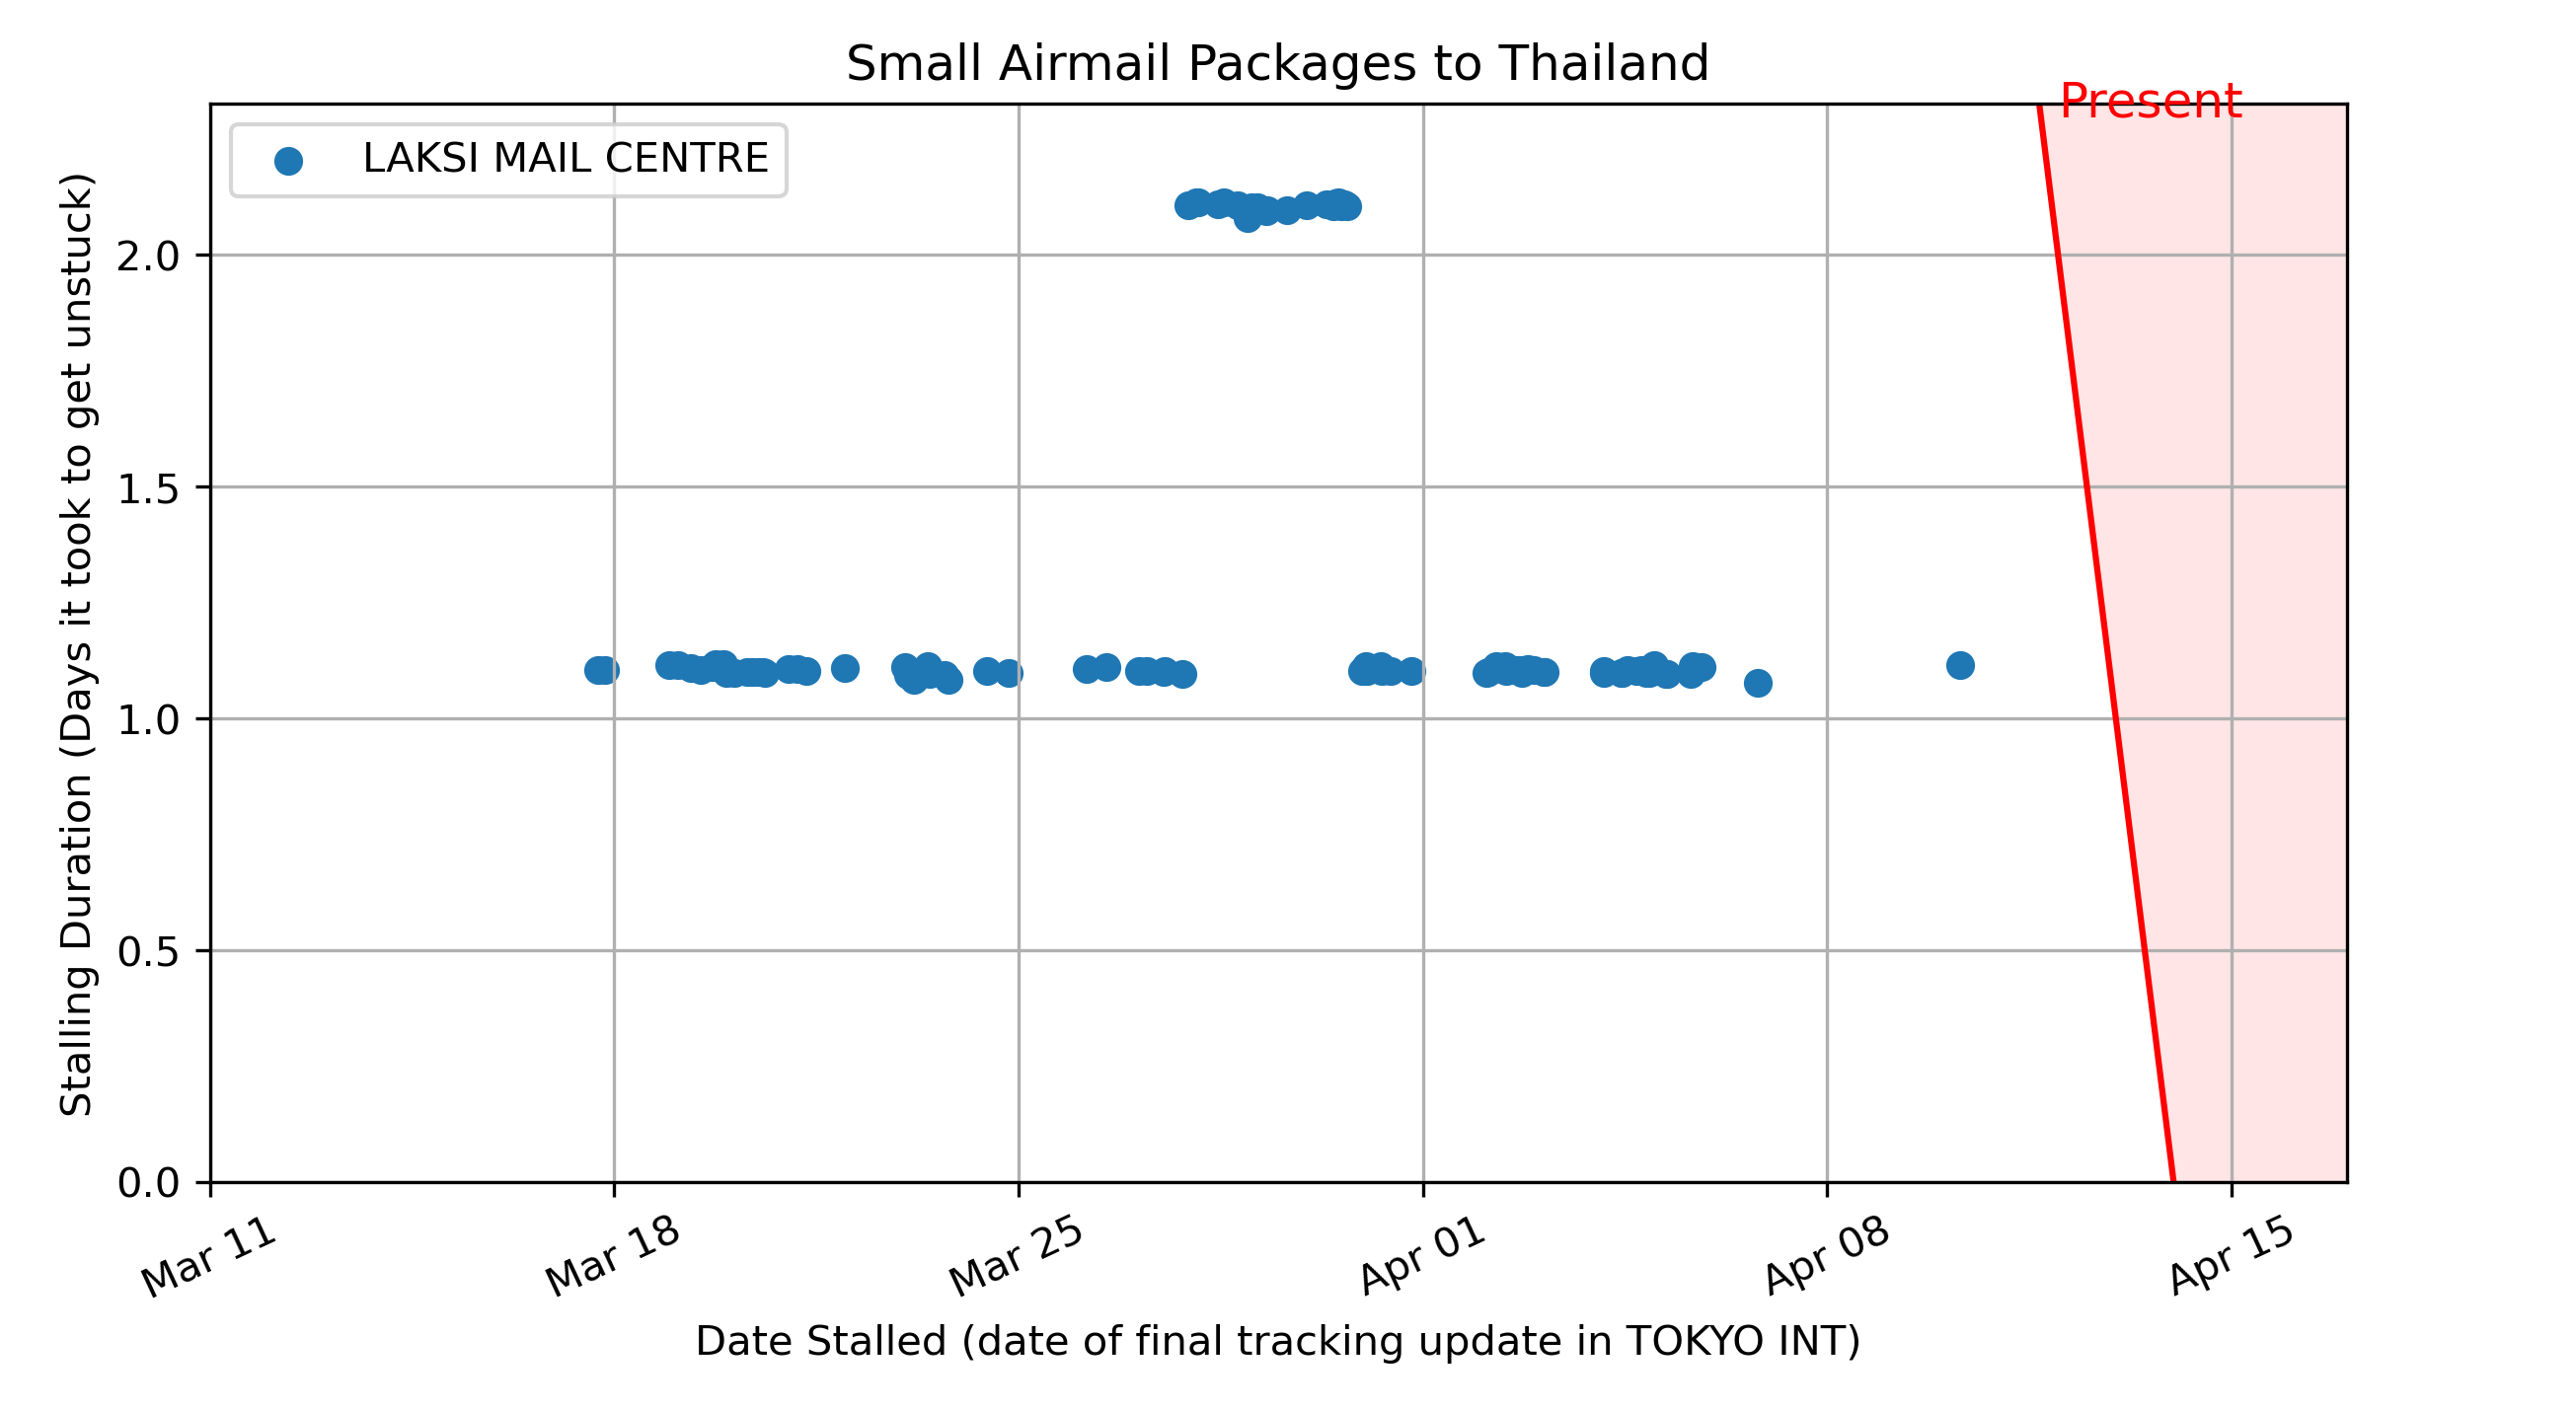 Small Airmail Packages to Thailand
Present
LAKSI MAIL CENTRE
Stalling Duration (Days it took to get unstuck)
2.0
1.5
1.0
0.5
0.0
Mar 11
Mar 18
Mar 25
Apr 01
Apr 08
Apr 15
Date Stalled (date of final tracking update in TOKYO INT)